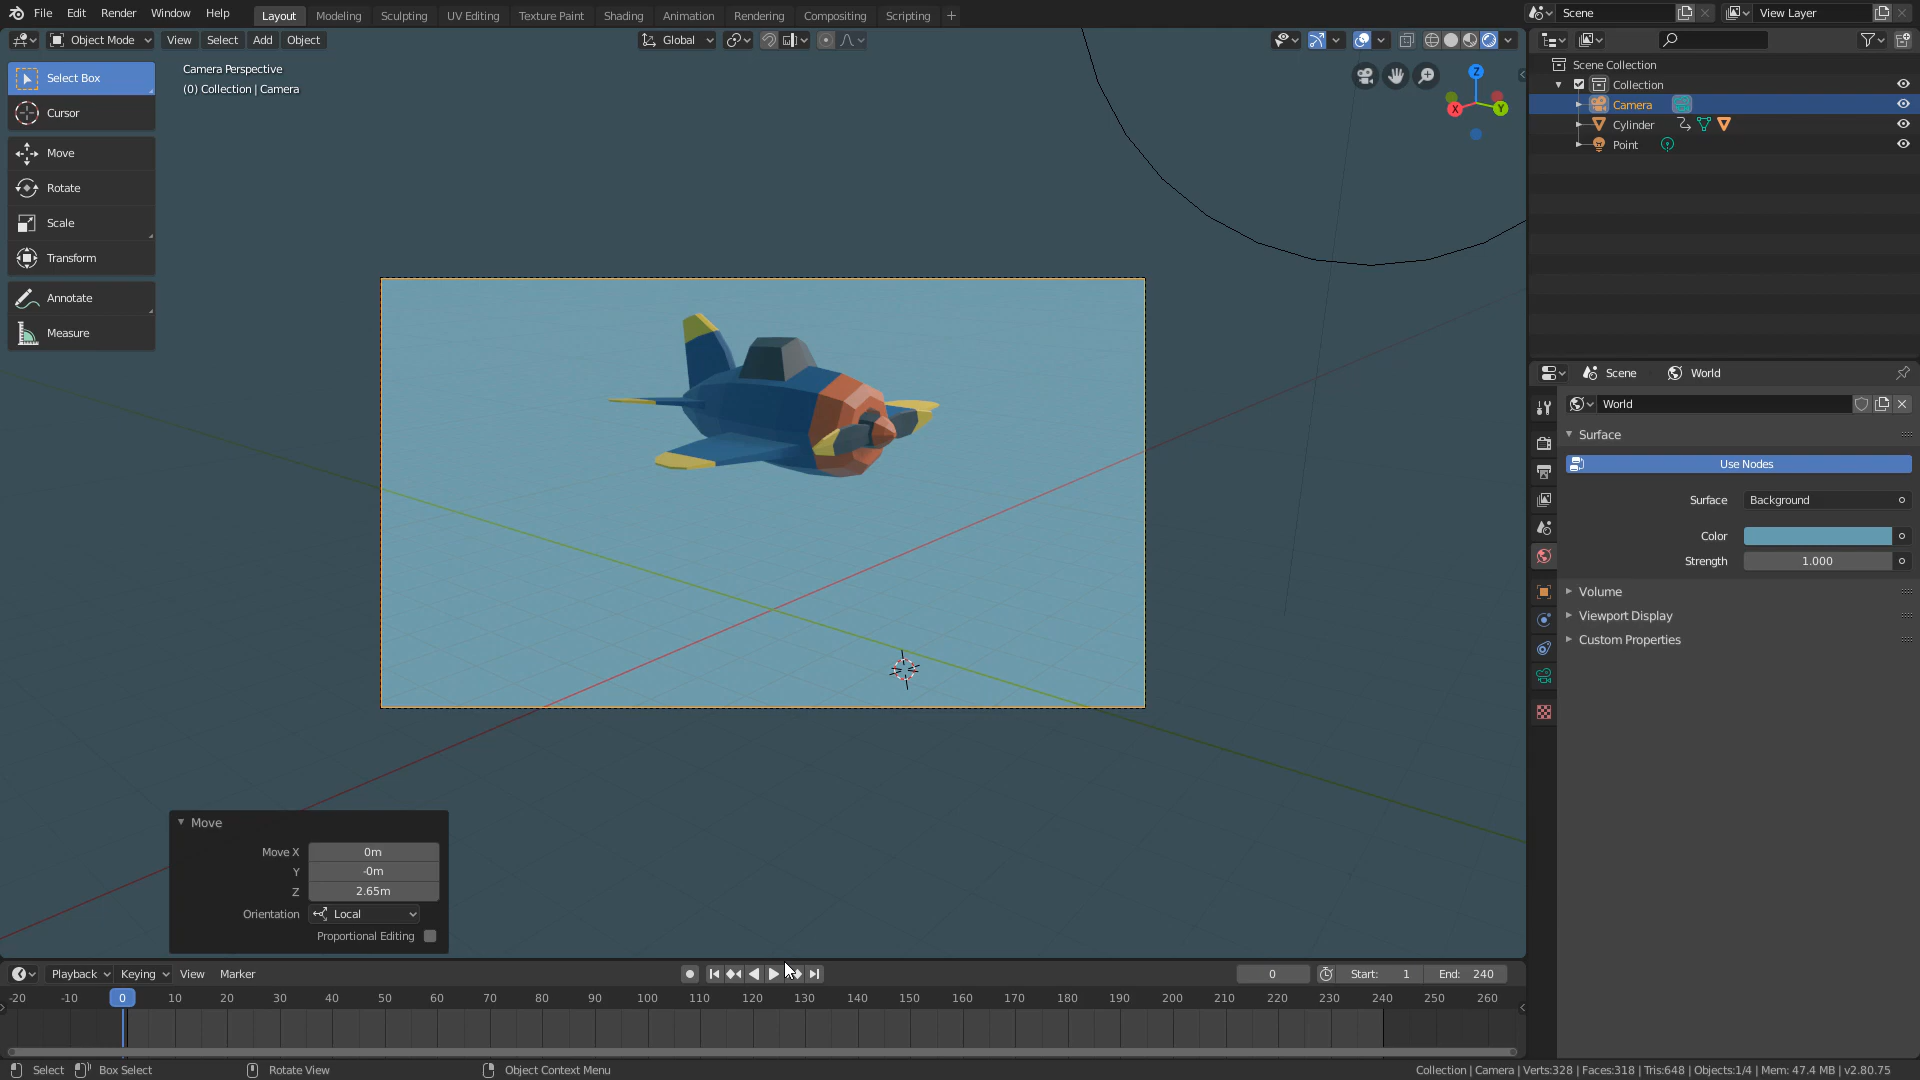 File Edit Render Window Help Layout Modeling Sculpting UV Editing Texture Paint Shading Animation Rendering Compositing Scripting + Scene View Layer
Object Mode View Select Add Object Global
Select Box
Cursor
Move
Rotate
Scale
Transform
Annotate
Measure
Camera Perspective
(0) Collection | Camera
Z
X
Y
Scene Collection
Collection
Camera
Cylinder
Point
Scene World
World
Surface
Use Nodes
Surface Background
Color
Strength 1.000
Volume
Viewport Display
Custom Properties
Move
Move X 0m
Y -0m
Z 2.65m
Orientation Local
Proportional Editing
Playback Keying View Marker 0 Start: 1 End: 240
-20 -10 0 10 20 30 40 50 60 70 80 90 100 110 120 130 140 150 160 170 180 190 200 210 220 230 240 250 260
Select Box Select Rotate View Object Context Menu Collection | Camera | Verts:328 | Faces:318 | Tris:648 | Objects:1/4 | Mem: 47.4 MB | v2.80.75